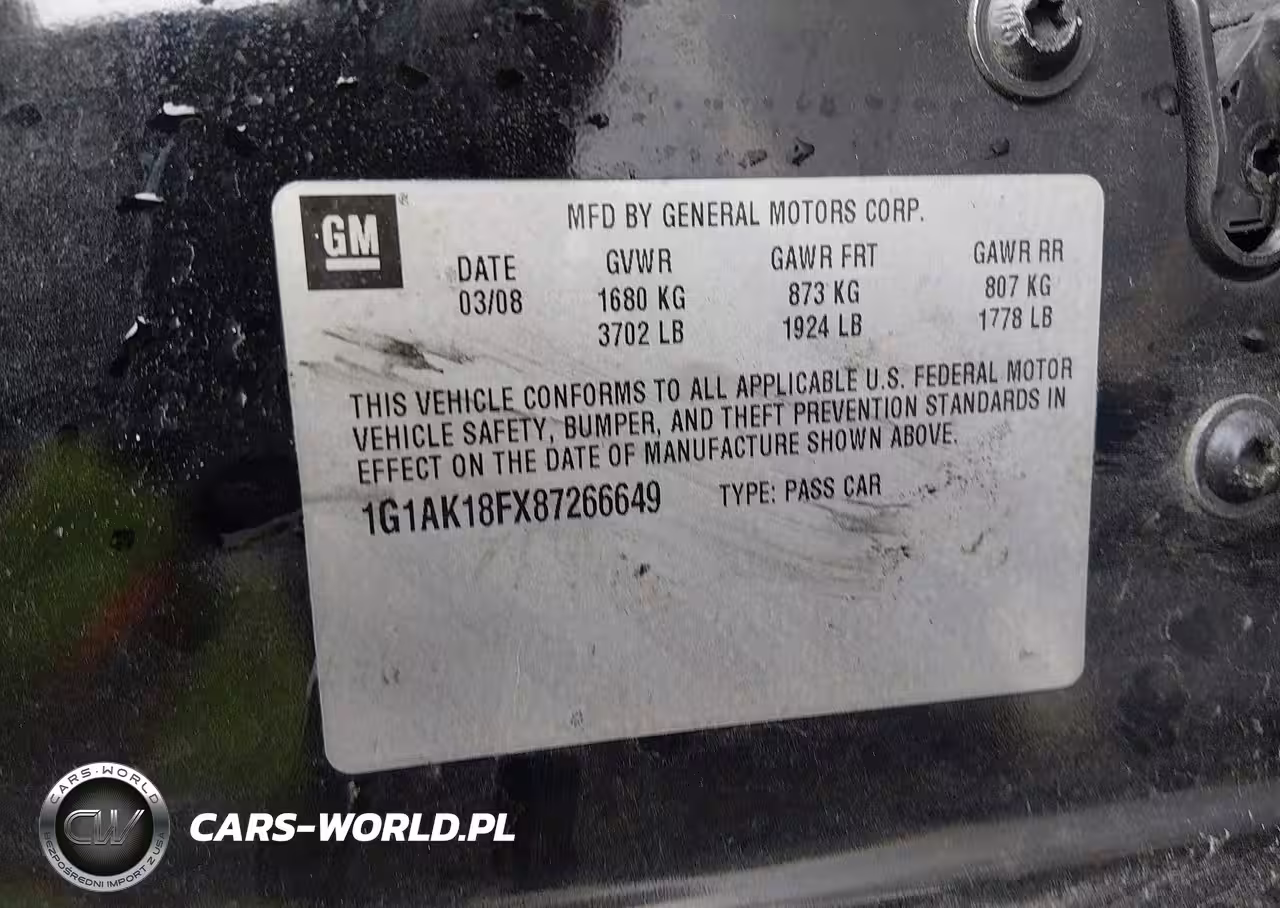 GM®
MFD BY GENERAL MOTORS CORP.
DATE GVWR GAWR FRT GAWR RR
03/08 1680 KG 873 KG 807 KG
3702 LB 1924 LB 1778 LB
THIS VEHICLE CONFORMS TO ALL APPLICABLE U.S. FEDERAL MOTOR
VEHICLE SAFETY, BUMPER, AND THEFT PREVENTION STANDARDS IN
EFFECT ON THE DATE OF MANUFACTURE SHOWN ABOVE.
1G1AK18FX87266649 TYPE: PASS CAR
CARS-WORLD
CW
BEZPOŚREDNI IMPORT Z USA
CARS-WORLD.PL